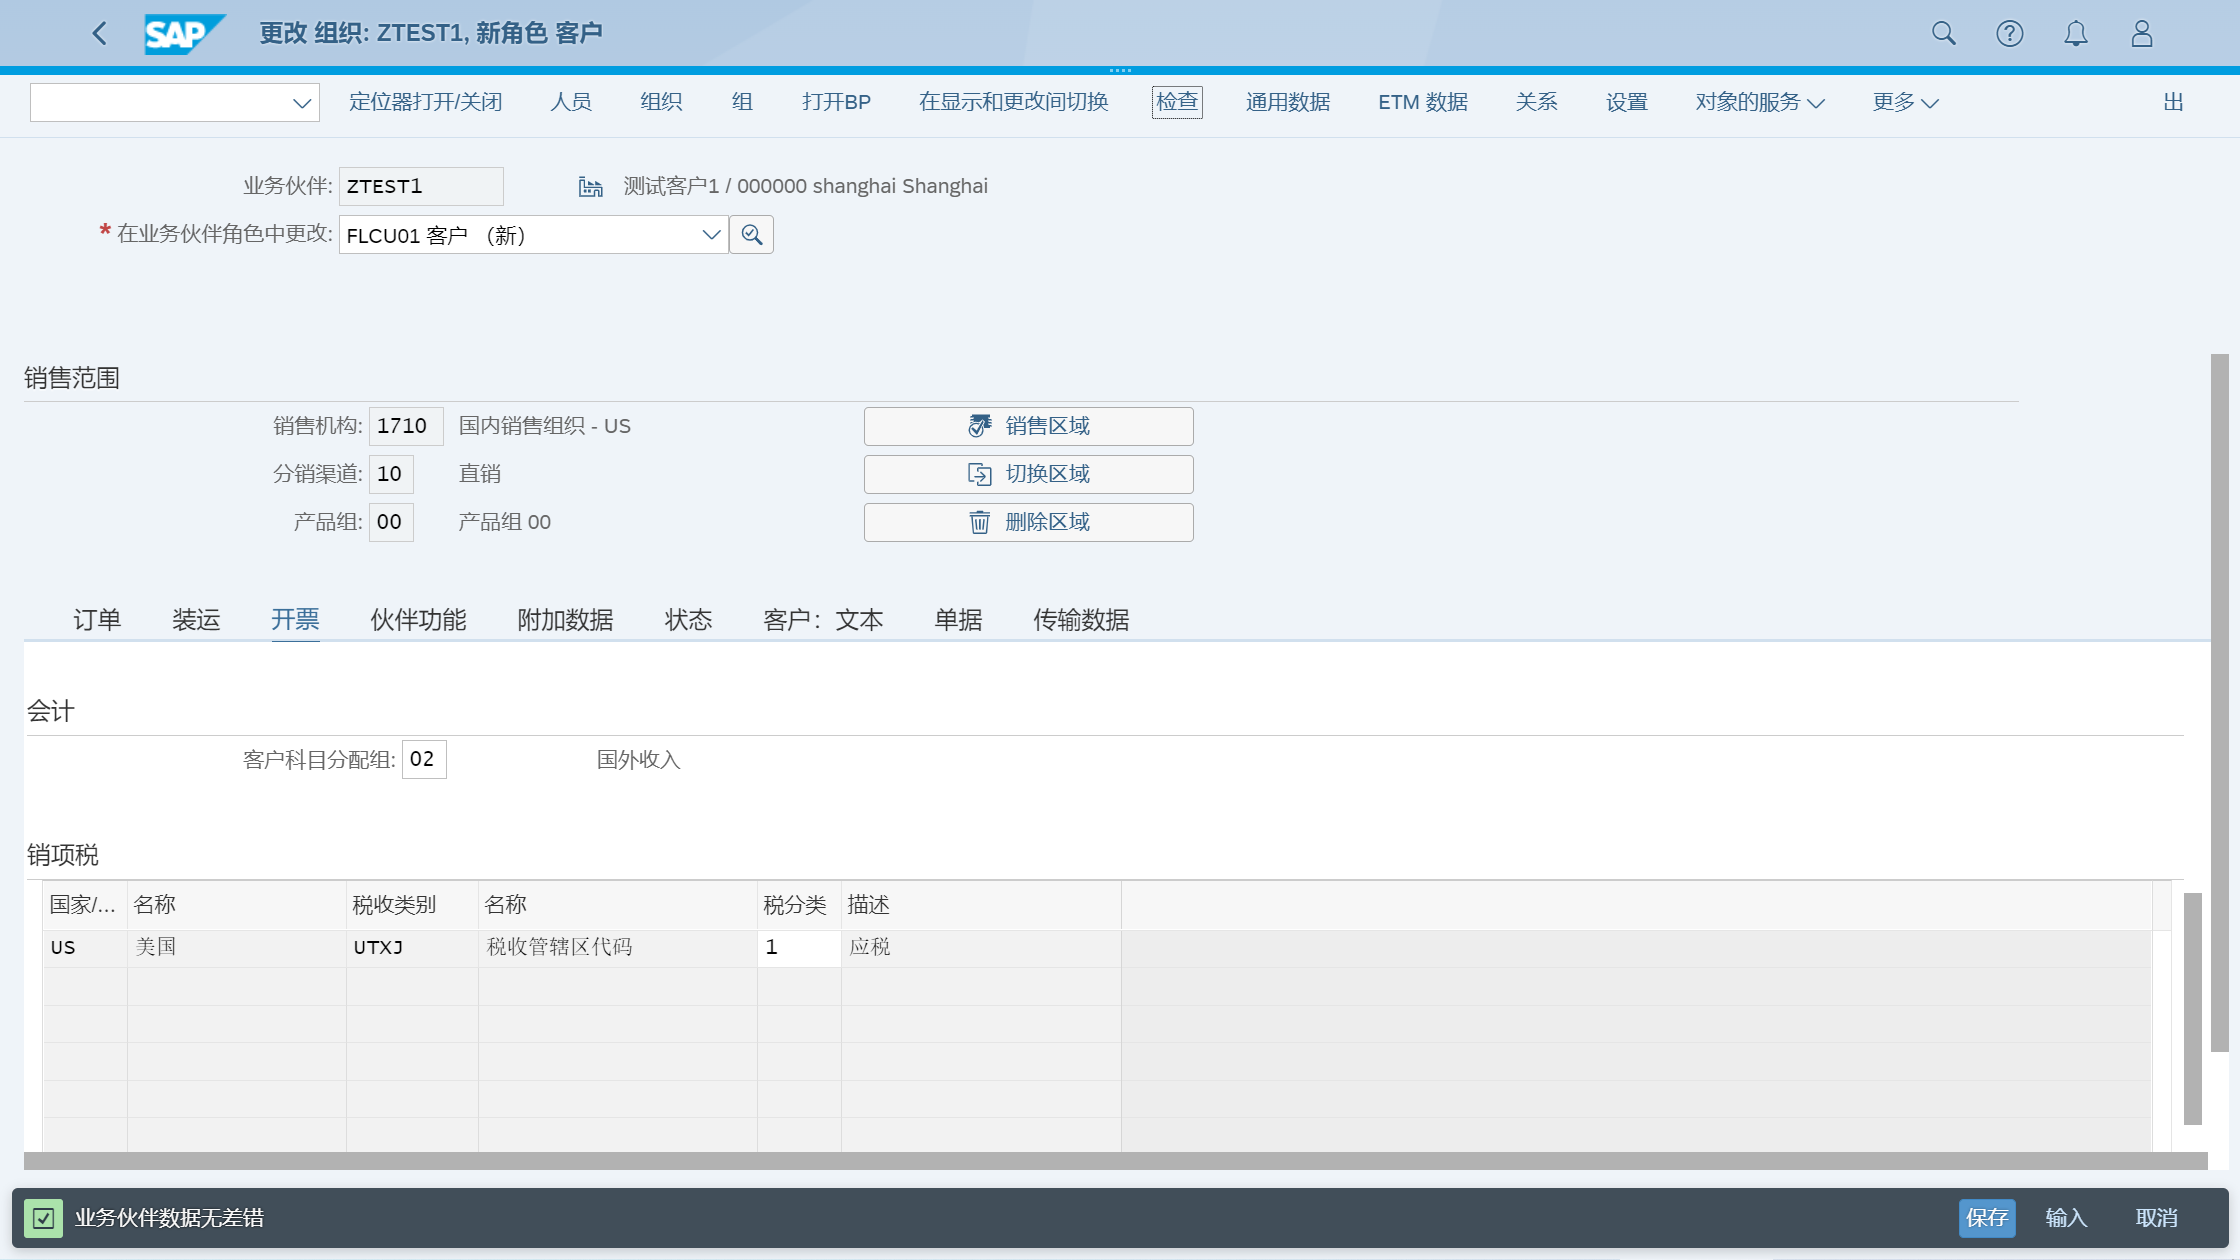 SAP 更改 组织: ZTEST1, 新角色 客户
定位器打开/关闭 人员 组织 组 打开BP 在显示和更改间切换 检查 通用数据 ETM 数据 关系 设置 对象的服务 更多 出
业务伙伴: ZTEST1 测试客户1 / 000000 shanghai Shanghai
* 在业务伙伴角色中更改: FLCU01 客户 （新）
销售范围
销售机构: 1710 国内销售组织 - US 销售区域
分销渠道: 10 直销 切换区域
产品组: 00 产品组 00 删除区域
订单 装运 开票 伙伴功能 附加数据 状态 客户：文本 单据 传输数据
会计
客户科目分配组: 02 国外收入
销项税
国家/... 名称 税收类别 名称 税分类 描述
US 美国 UTXJ 税收管辖区代码 1 应税
业务伙伴数据无差错 保存 输入 取消